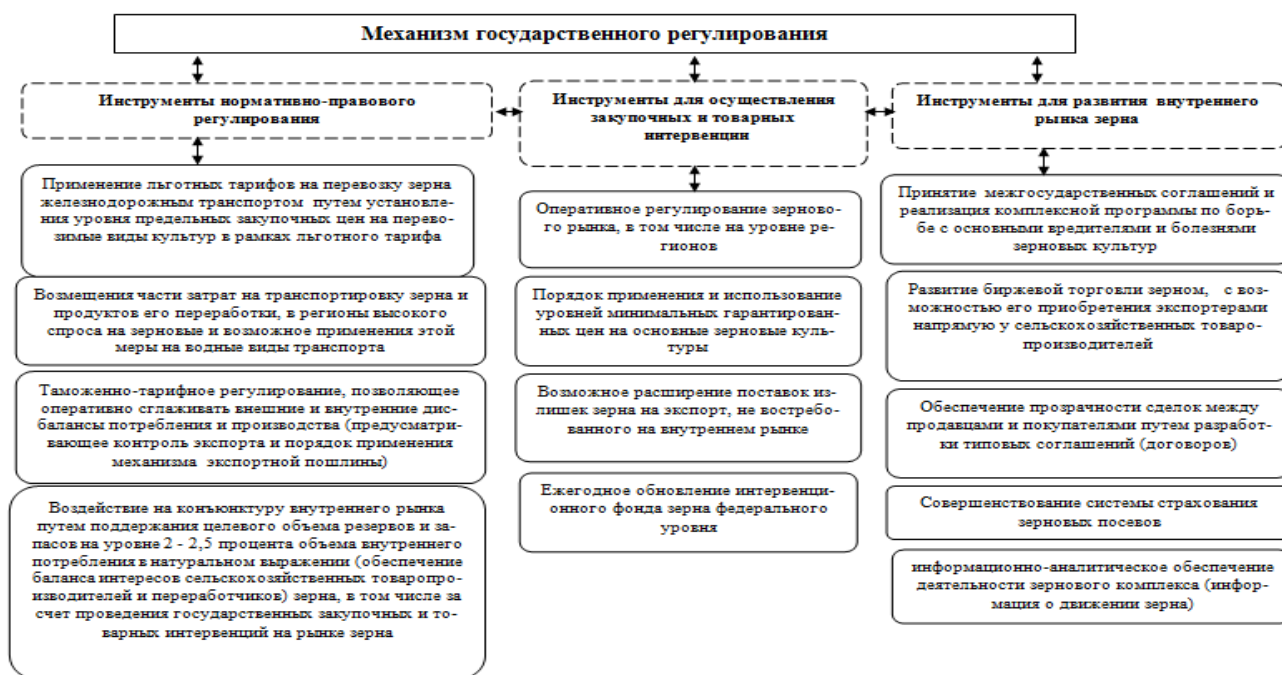 Механизм государственного регулирования
Инструменты нормативно-правового
регулирования
Применение льготных тарифов на перевозку зерна
железнодорожным транспортом путем установле-
ния уровня предельных закупочных цен на перево-
зимые виды культур в рамках льготного тарифа
Возмещения части затрат на транспортировку зерна и
продуктов его переработки, в регионы высокого
спроса на зерновые и возможное применения этой
меры на водные виды транспорта
Таможенно-тарифное регулирование, позволяющее
оперативно сглаживать внешние и внутренние дис-
балансы потребления и производства (предусматри-
вающее контроль экспорта и порядок применения
механизма экспортной пошлины)
Воздействие на конъюнктуру внутреннего рынка
путем поддержания целевого объема резервов и за-
пасов на уровне 2 - 2,5 процента объема внутреннего
потребления в натуральном выражении (обеспечение
баланса интересов сельскохозяйственных товаропро-
изводителей и переработчиков) зерна, в том числе за
счет проведения государственных закупочных и то-
варных интервенций на рынке зерна
Инструменты для осуществления
закупочных и товарных
интервенции
Оперативное регулирование зерново-
го рынка, в том числе на уровне ре-
гионов
Порядок применения и использование
уровней минимальных гарантирован-
ных цен на основные зерновые куль-
туры
Возможное расширение поставок из-
лишек зерна на экспорт, не востребо-
ванного на внутреннем рынке
Ежегодное обновление интервенци-
онного фонда зерна федерального
уровня
Инструменты для развития внутреннего
рынка зерна
Принятие межгосударственных соглашений и
реализация комплексной программы по борь-
бе с основными вредителями и болезнями
зерновых культур
Развитие биржевой торговли зерном, с воз-
можностью его приобретения экспортерами
напрямую у сельскохозяйственных товаро-
производителей
Обеспечение прозрачности сделок между
продавцами и покупателями путем разработ-
ки типовых соглашений (договоров)
Совершенствование системы страхования
зерновых посевов
информационно-аналитическое обеспечение
деятельности зернового комплекса (инфор-
мация о движении зерна)